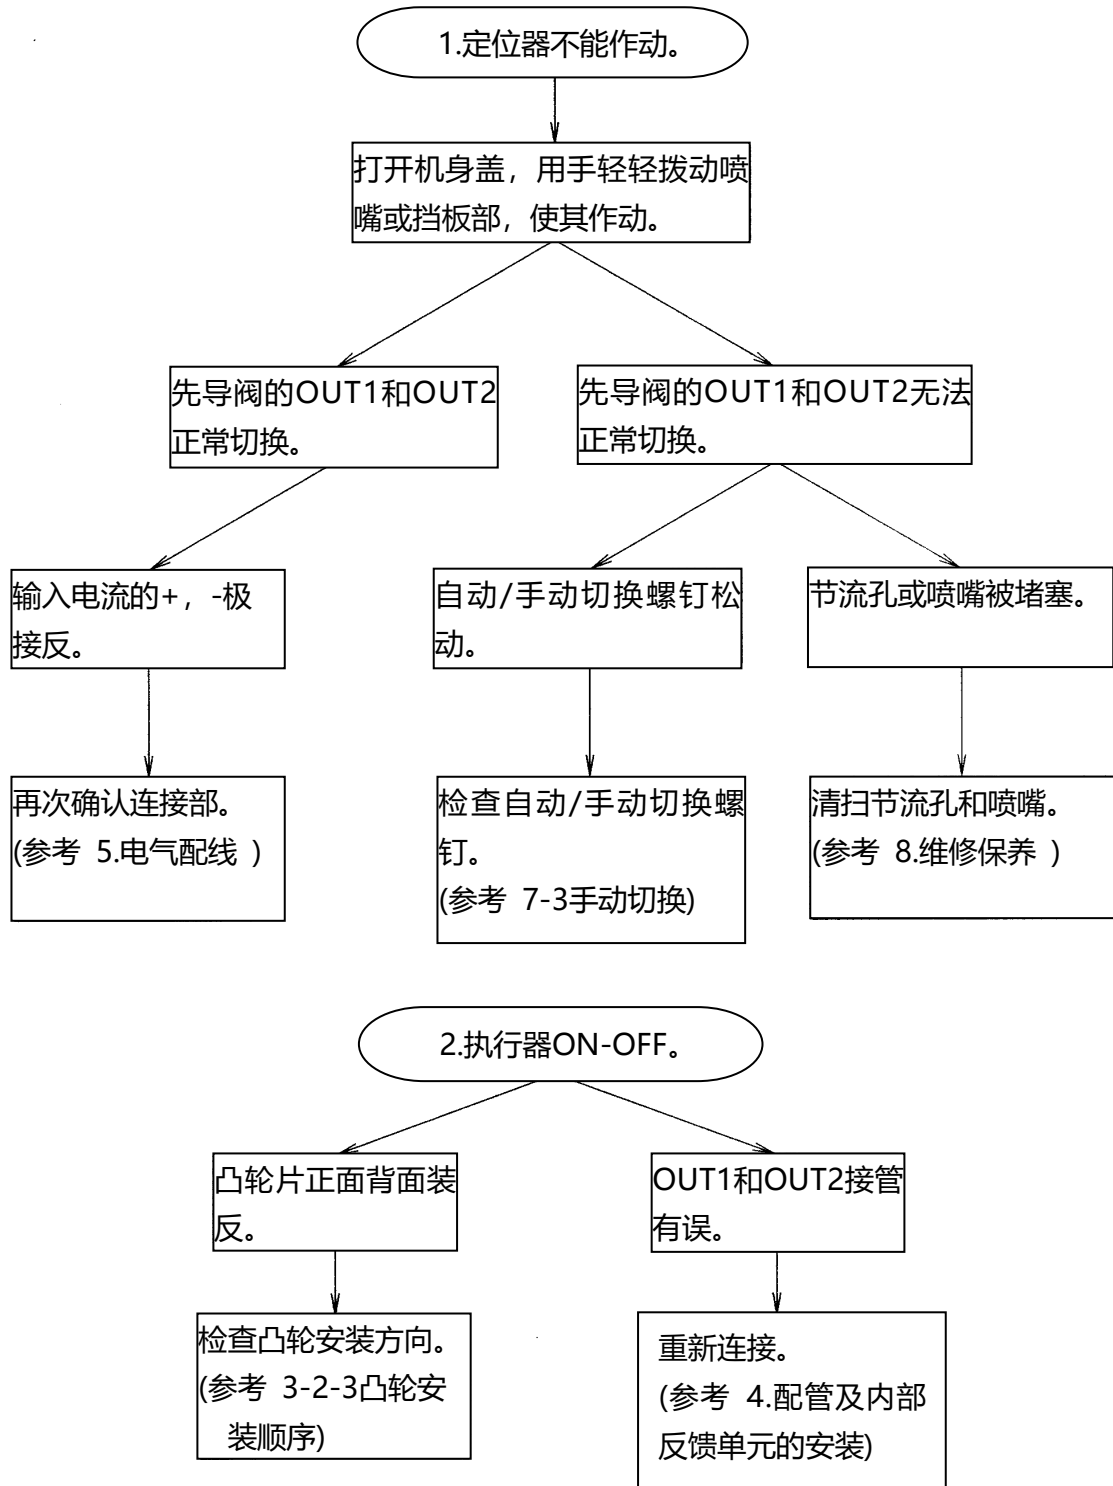 1.定位器不能作动。
打开机身盖，用手轻轻拨动喷
嘴或挡板部，使其作动。
先导阀的OUT1和OUT2
正常切换。
先导阀的OUT1和OUT2无法
正常切换。
输入电流的+，-极
接反。
自动/手动切换螺钉松
动。
节流孔或喷嘴被堵塞。
再次确认连接部。
(参考 5.电气配线 )
检查自动/手动切换螺
钉。
(参考 7-3手动切换)
清扫节流孔和喷嘴。
(参考 8.维修保养 )
2.执行器ON-OFF。
凸轮片正面背面装
反。
OUT1和OUT2接管
有误。
检查凸轮安装方向。
(参考 3-2-3凸轮安
装顺序)
重新连接。
(参考 4.配管及内部
反馈单元的安装)